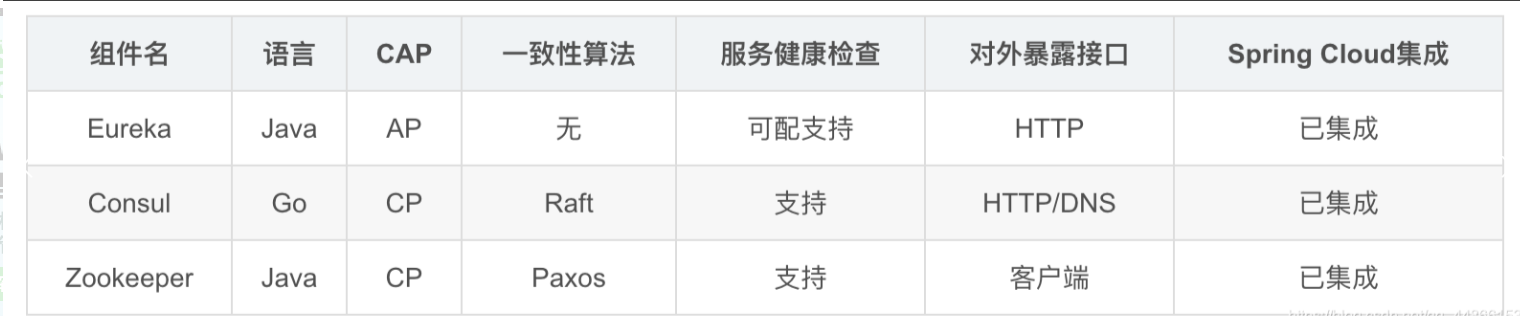 组件名 语言 CAP 一致性算法 服务健康检查 对外暴露接口 Spring Cloud集成
Eureka Java AP 无 可配支持 HTTP 已集成
Consul Go CP Raft 支持 HTTP/DNS 已集成
Zookeeper Java CP Paxos 支持 客户端 已集成